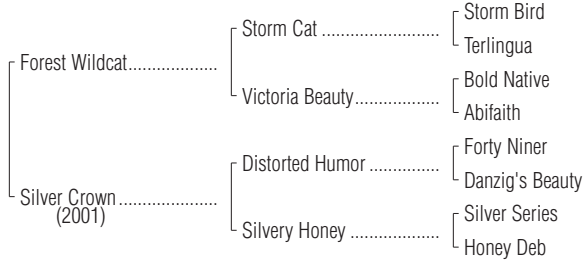 Storm Bird
Storm Cat
Terlingua
Forest Wildcat
Bold Native
Victoria Beauty
Abifaith
Forty Niner
Distorted Humor
Danzig's Beauty
Silver Crown
(2001)
Silver Series
Silvery Honey
Honey Deb